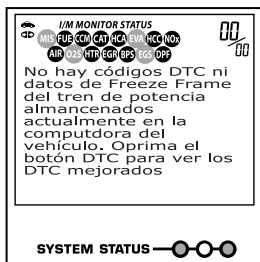 I/M MONITOR STATUS
MIS FUE CCM CAT HCA EVA HCC NOx
AIR O2S HTR EGR BPS EGS DPF
00/00
No hay códigos DTC ni
datos de Freeze Frame
del tren de potencia
almancenados
actualmente en la
computdora del
vehículo. Oprima el
botón DTC para ver los
DTC mejorados
SYSTEM STATUS